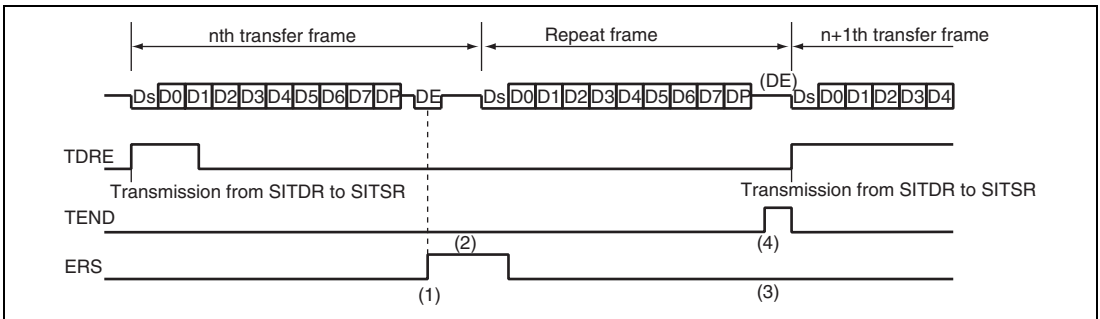 nth transfer frame Repeat frame n+1th transfer frame
(DE)
Ds D0 D1 D2 D3 D4 D5 D6 D7 DP DE Ds D0 D1 D2 D3 D4 D5 D6 D7 DP Ds D0 D1 D2 D3 D4
TDRE
Transmission from SITDR to SITSR Transmission from SITDR to SITSR
TEND
(2) (4)
ERS
(1) (3)